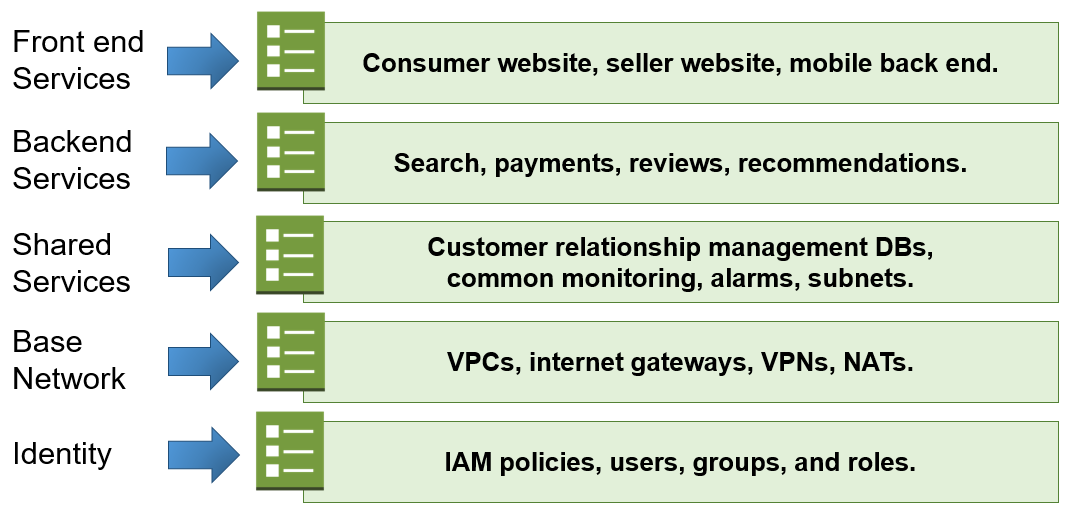 Front end
Services
Consumer website, seller website, mobile back end.
Backend
Services
Search, payments, reviews, recommendations.
Shared
Services
Customer relationship management DBs,
common monitoring, alarms, subnets.
Base
Network
VPCs, internet gateways, VPNs, NATs.
Identity
IAM policies, users, groups, and roles.